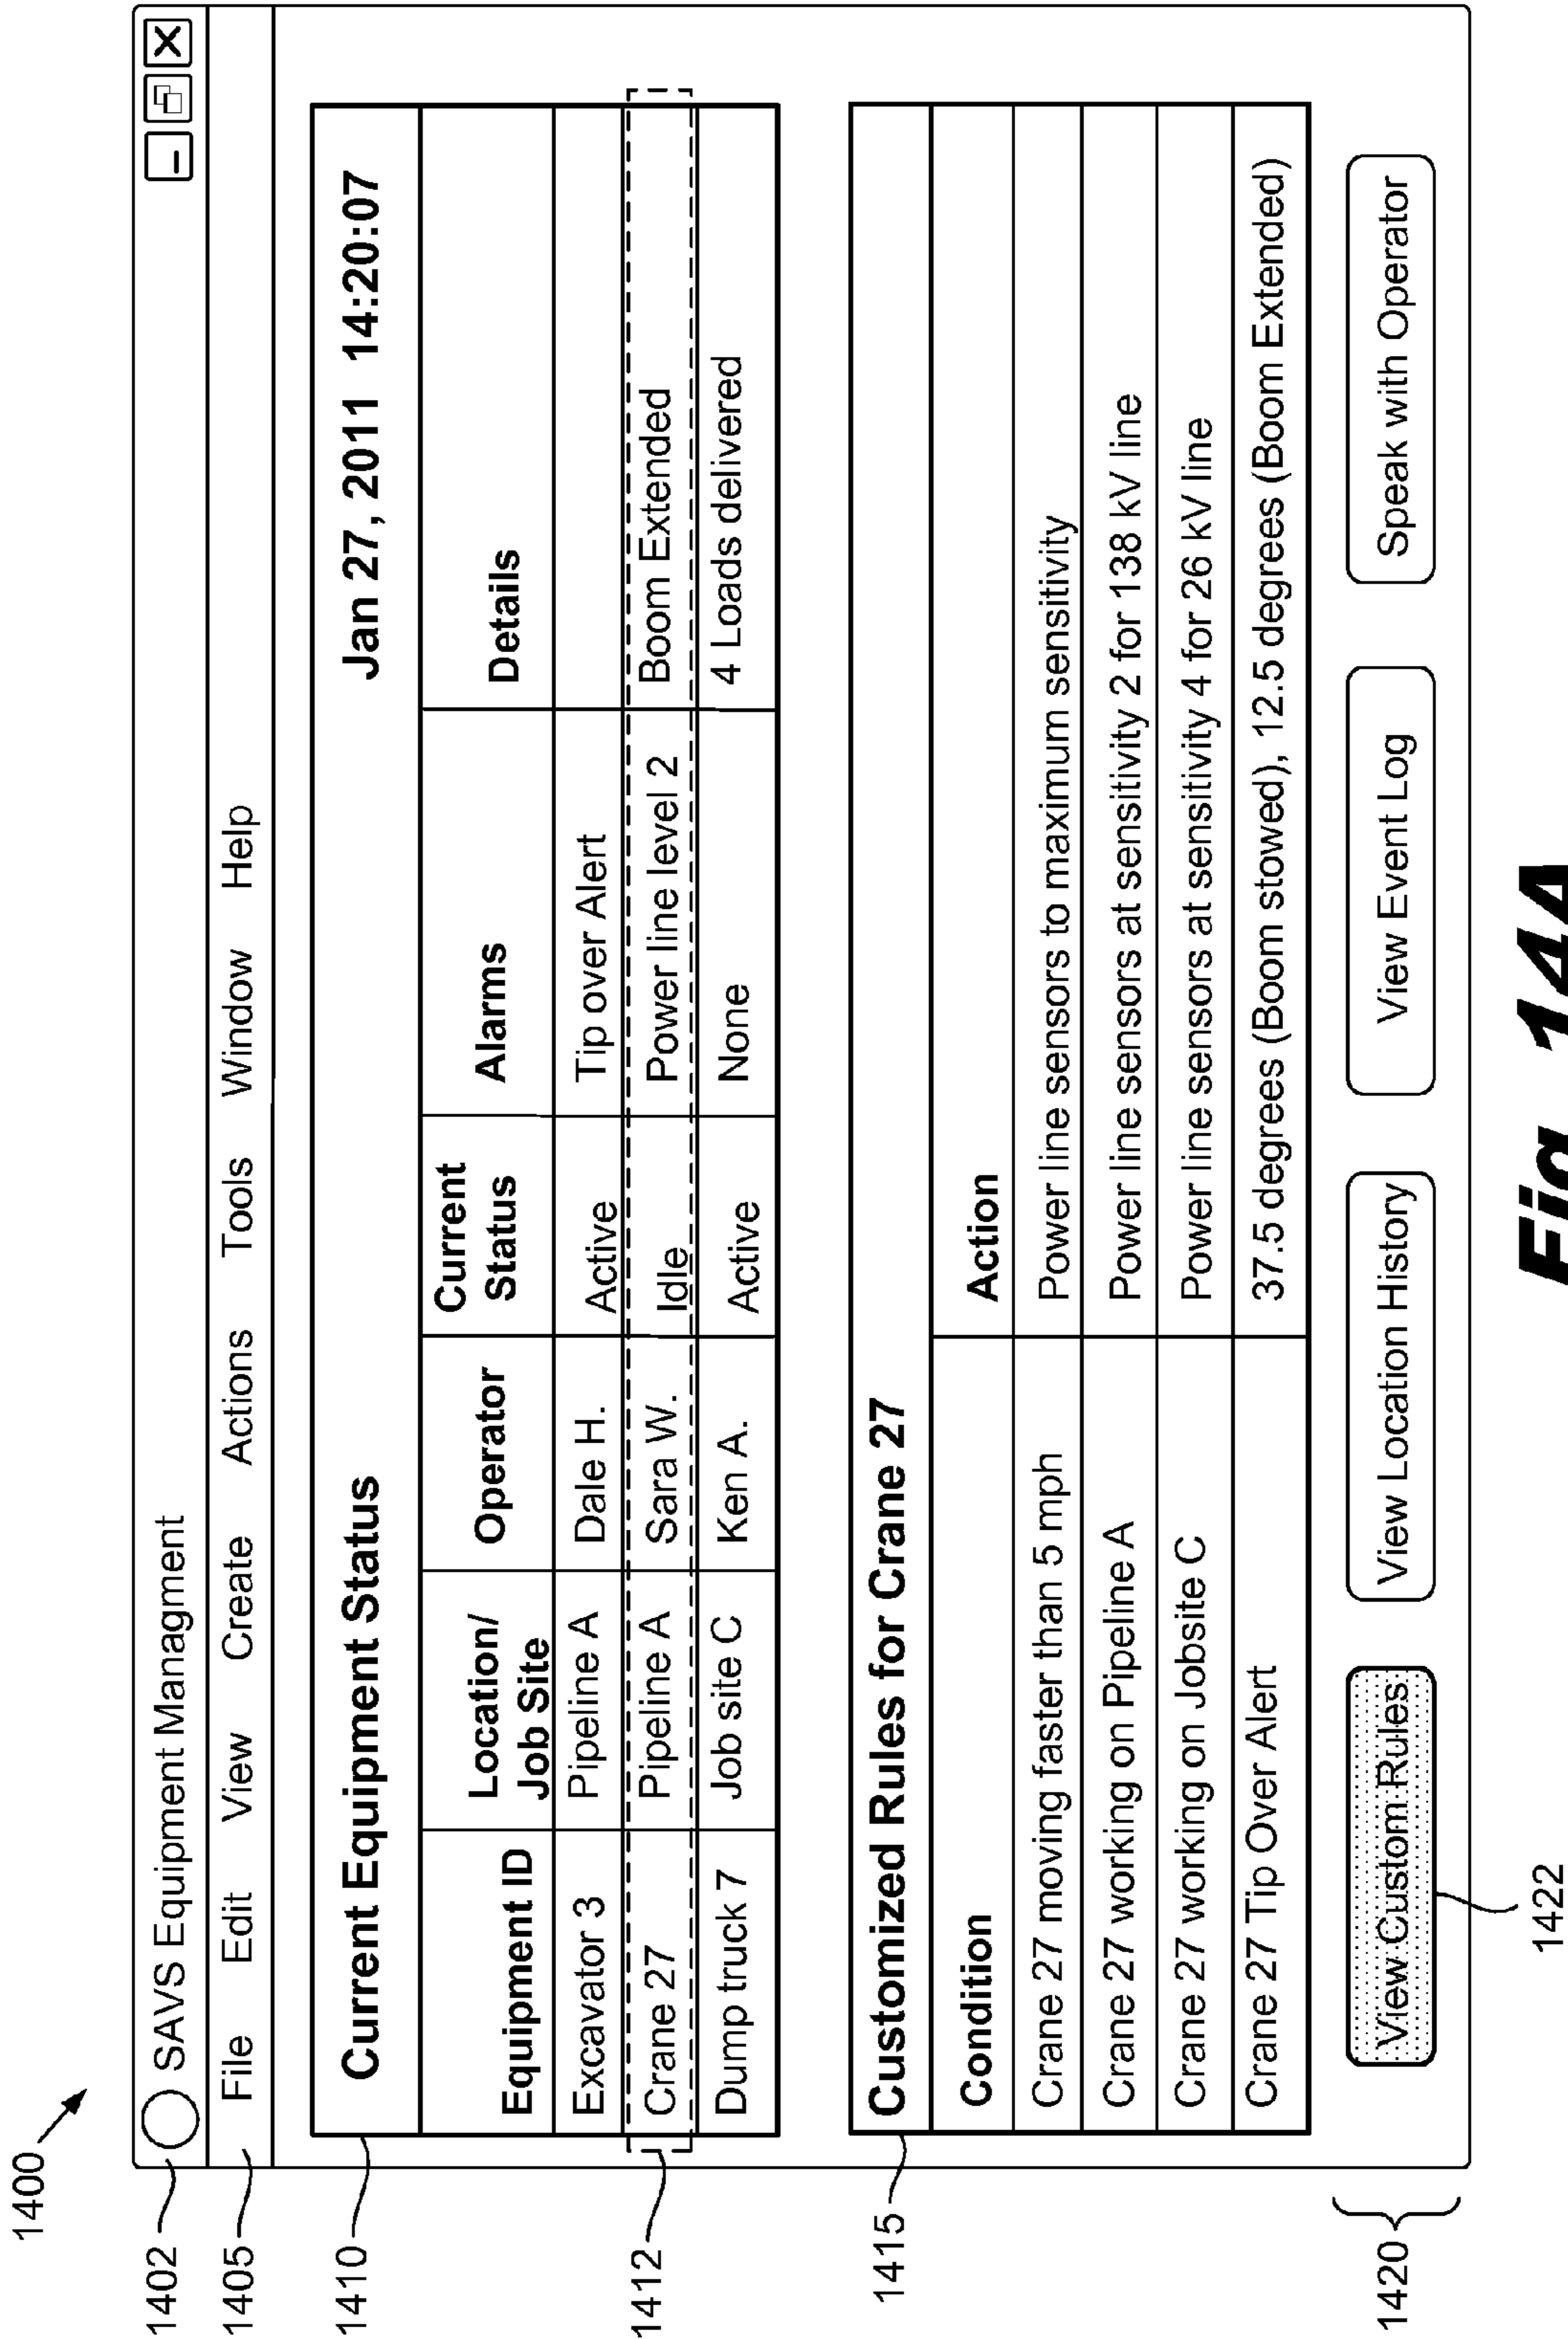 1400
1402
SAVS Equipment Managment
1405
File Edit View Create Actions Tools Window Help
1410
Current Equipment Status Jan 27, 2011 14:20:07
Equipment ID Location/ Job Site Operator Current Status Alarms Details
Excavator 3 Pipeline A Dale H. Active Tip over Alert
1412
Crane 27 Pipeline A Sara W. Idle Power line level 2 Boom Extended
Dump truck 7 Job site C Ken A. Active None 4 Loads delivered
1415
Customized Rules for Crane 27
Condition Action
Crane 27 moving faster than 5 mph Power line sensors to maximum sensitivity
Crane 27 working on Pipeline A Power line sensors at sensitivity 2 for 138 kV line
Crane 27 working on Jobsite C Power line sensors at sensitivity 4 for 26 kV line
Crane 27 Tip Over Alert 37.5 degrees (Boom stowed), 12.5 degrees (Boom Extended)
1420
View Custom Rules View Location History View Event Log Speak with Operator
1422
Fig. 14A